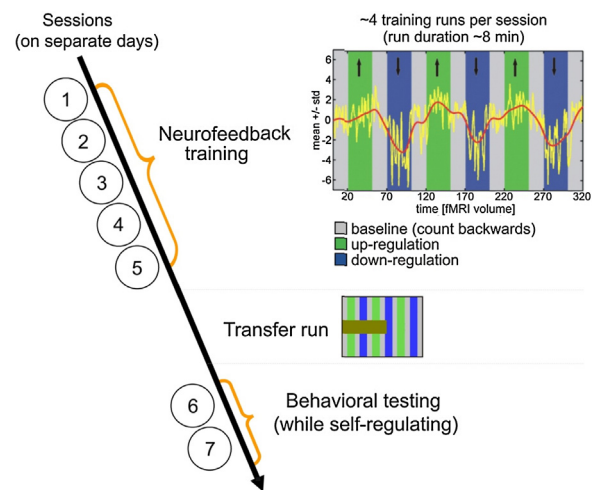 Sessions
(on separate days)
1
2
3
4
5
Neurofeedback
training
~4 training runs per session
(run duration ~8 min)
mean +/- std
6
4
2
0
-2
-4
-6
20 70 120 170 220 270 320
time [fMRI volume]
baseline (count backwards)
up-regulation
down-regulation
Transfer run
6
7
Behavioral testing
(while self-regulating)